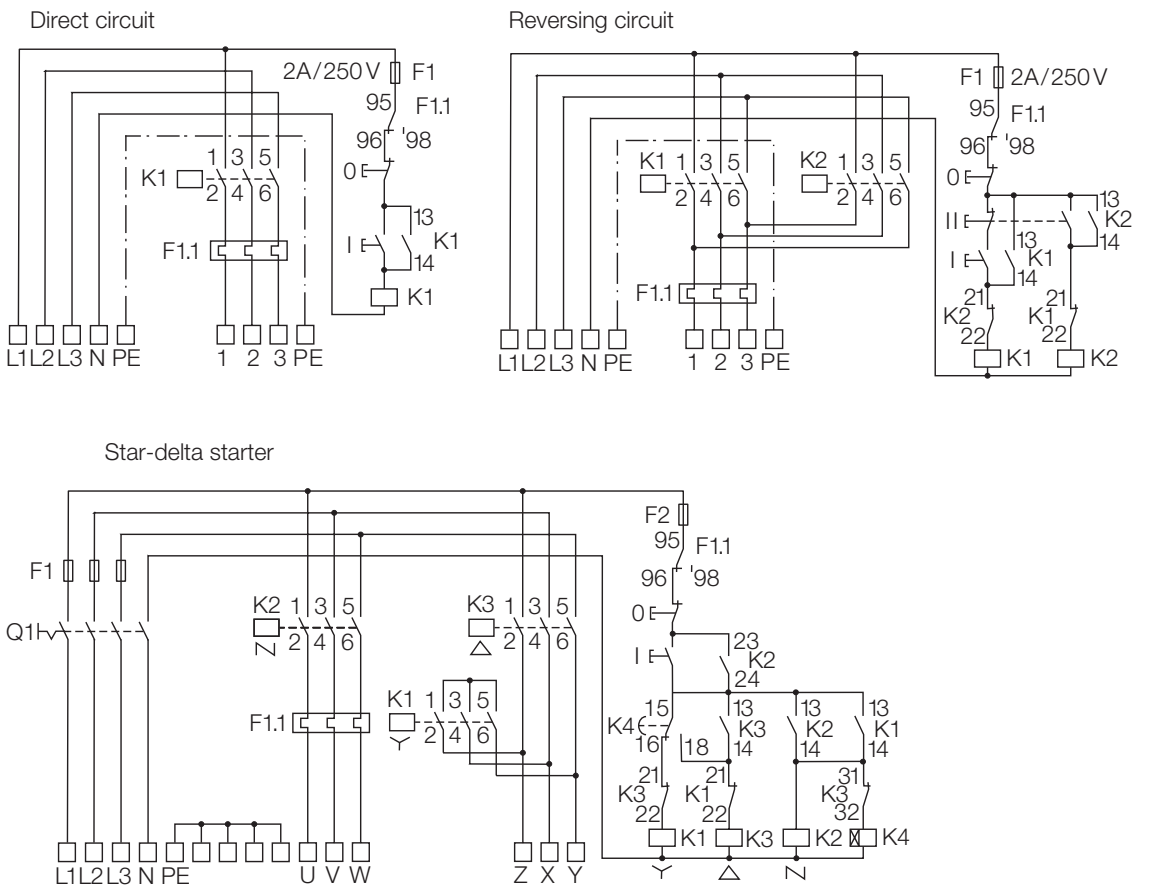 Direct circuit
2A/250 V F1
95 F1.1
96 '98
1 3 5
K1
2 4 6
0
F1.1
I
13
K1
14
K1
L1 L2 L3 N PE 1 2 3 PE
Reversing circuit
F1 2A/250 V
95 F1.1
96 '98
K1 1 3 5 K2 1 3 5
2 4 6 2 4 6
0
II
13
K2
14
I
13
K1
14
F1.1
21 21
K2 K1
22 22
K1 K2
L1 L2 L3 N PE 1 2 3 PE
Star-delta starter
F2
95 F1.1
96 '98
F1
K2 1 3 5 K3 1 3 5
2 4 6 2 4 6
Q1
0
I
23
K2
24
K1 1 3 5
2 4 6
F1.1
15 13 13 13
K4 K3 K2 K1
16 18 14 14 14
21 21 31
K3 K1 K3
22 22 32
K1 K3 K2 K4
L1 L2 L3 N PE U V W Z X Y